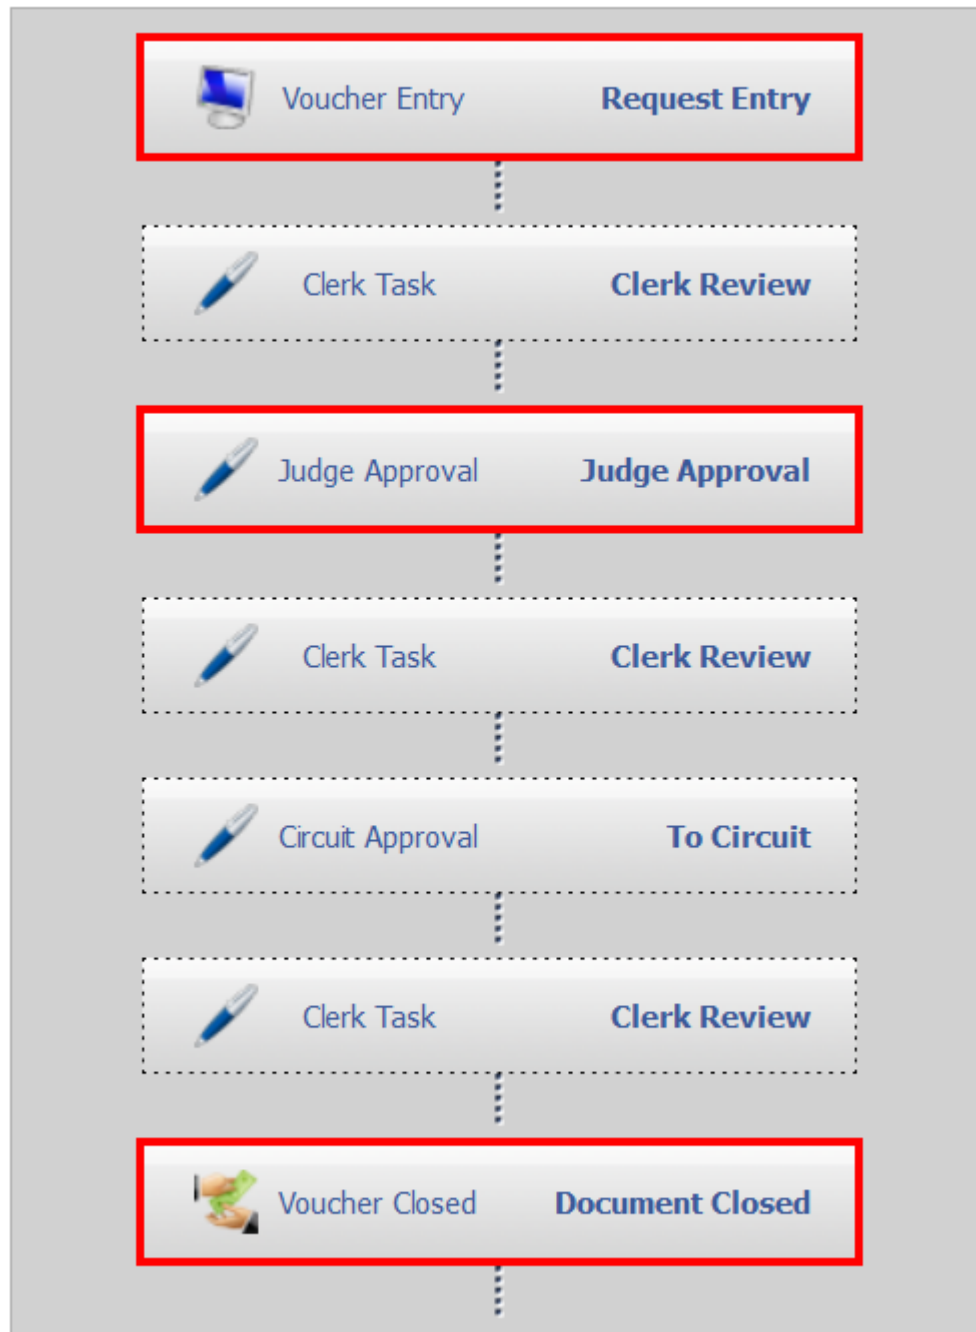 Voucher Entry Request Entry
Clerk Task Clerk Review
Judge Approval Judge Approval
Clerk Task Clerk Review
Circuit Approval To Circuit
Clerk Task Clerk Review
Voucher Closed Document Closed